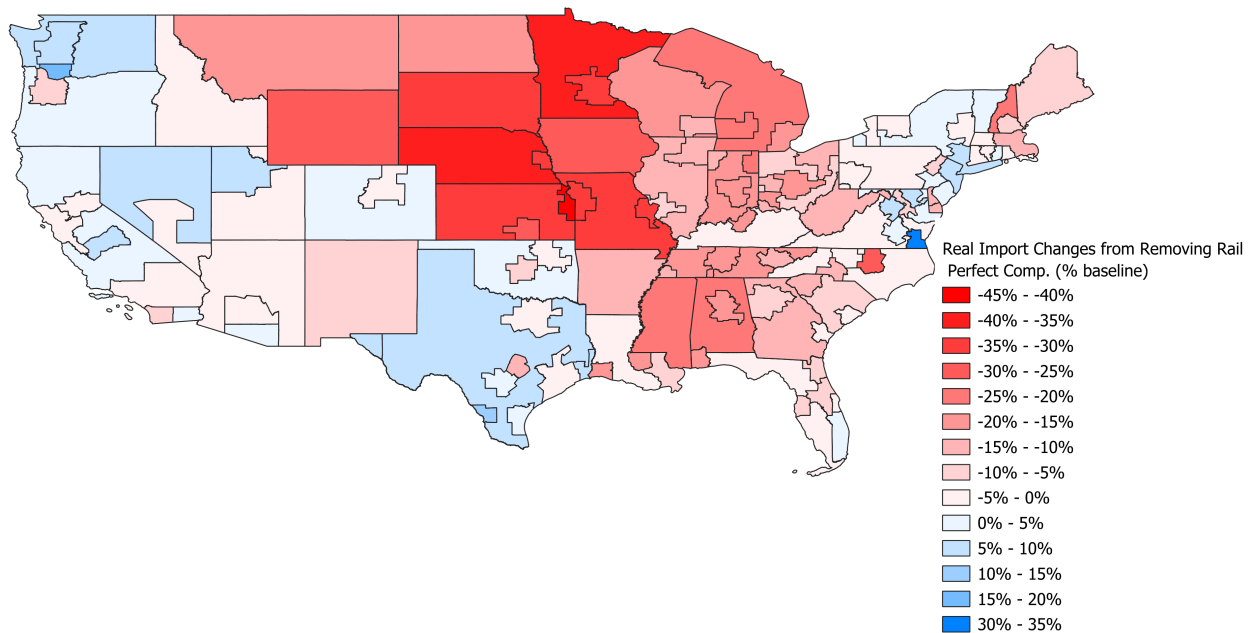 Real Import Changes from Removing Rail
Perfect Comp. (% baseline)
-45% - -40%
-40% - -35%
-35% - -30%
-30% - -25%
-25% - -20%
-20% - -15%
-15% - -10%
-10% - -5%
-5% - 0%
0% - 5%
5% - 10%
10% - 15%
15% - 20%
30% - 35%